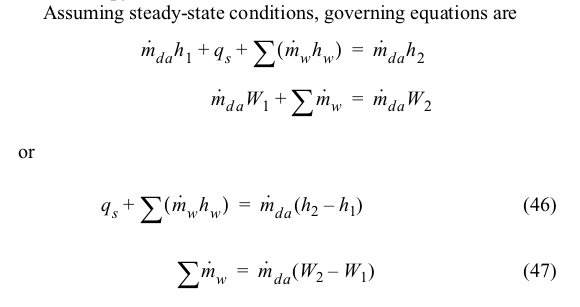 Assuming steady-state conditions, governing equations are
ṁ_da h_1 + q_s + ∑(ṁ_w h_w) = ṁ_da h_2
ṁ_da W_1 + ∑ṁ_w = ṁ_da W_2
or
q_s + ∑(ṁ_w h_w) = ṁ_da(h_2 – h_1) (46)
∑ṁ_w = ṁ_da(W_2 – W_1) (47)